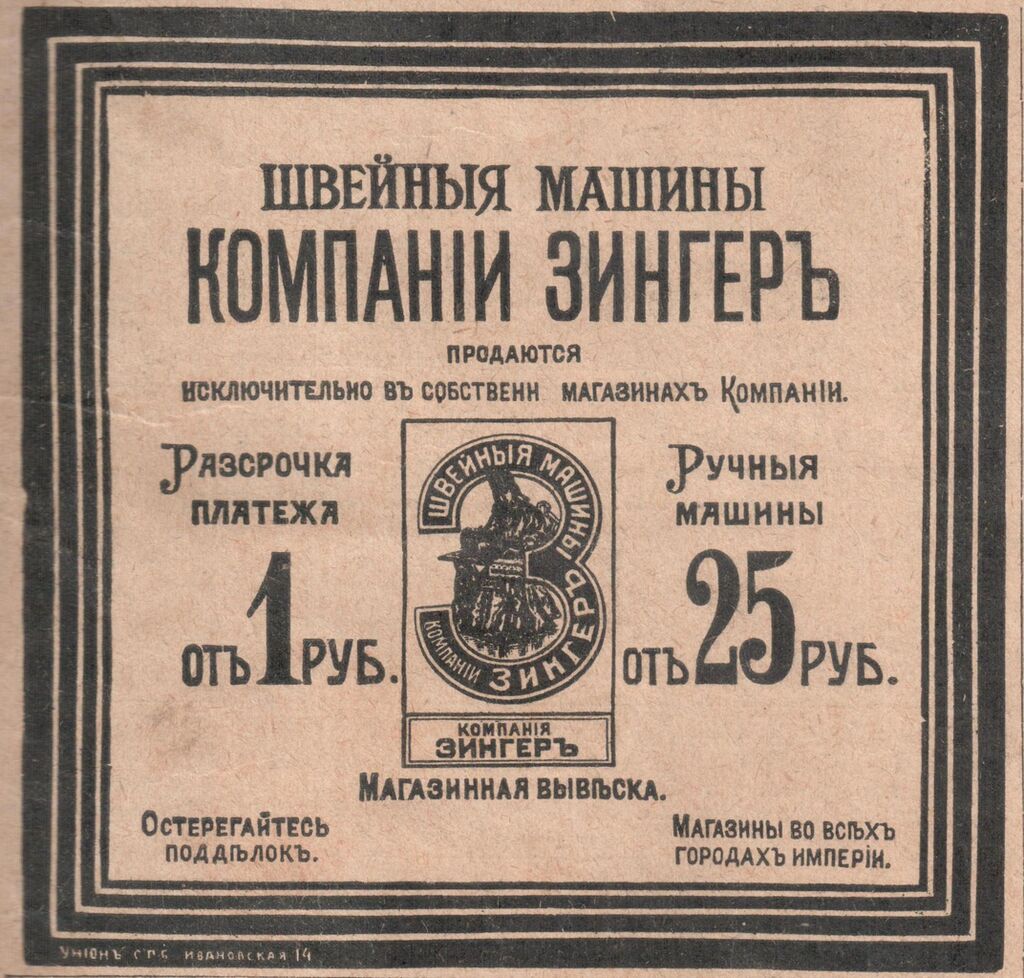 ШВЕЙНЫЯ МАШИНЫ
КОМПАНІИ ЗИНГЕРЪ
ПРОДАЮТСЯ
ИСКЛЮЧИТЕЛЬНО ВЪ СОБСТВЕНН МАГАЗИНАХЪ КОМПАНІИ.
РАЗСРОЧКА
ПЛАТЕЖА
ОТЪ 1 РУБ.
ШВЕЙНЫЯ МАШИНЫ
КОМПАНІИ ЗИНГЕРЪ
КОМПАНІЯ
ЗИНГЕРЪ
РУЧНЫЯ
МАШИНЫ
ОТЪ 25 РУБ.
МАГАЗИННАЯ ВЫВѢСКА.
ОСТЕРЕГАЙТЕСЬ
ПОДДѢЛОКЪ.
МАГАЗИНЫ ВО ВСѢХЪ
ГОРОДАХЪ ИМПЕРІИ.
УНІОНЪ С.П.Б. ИВАНОВСКАЯ 14